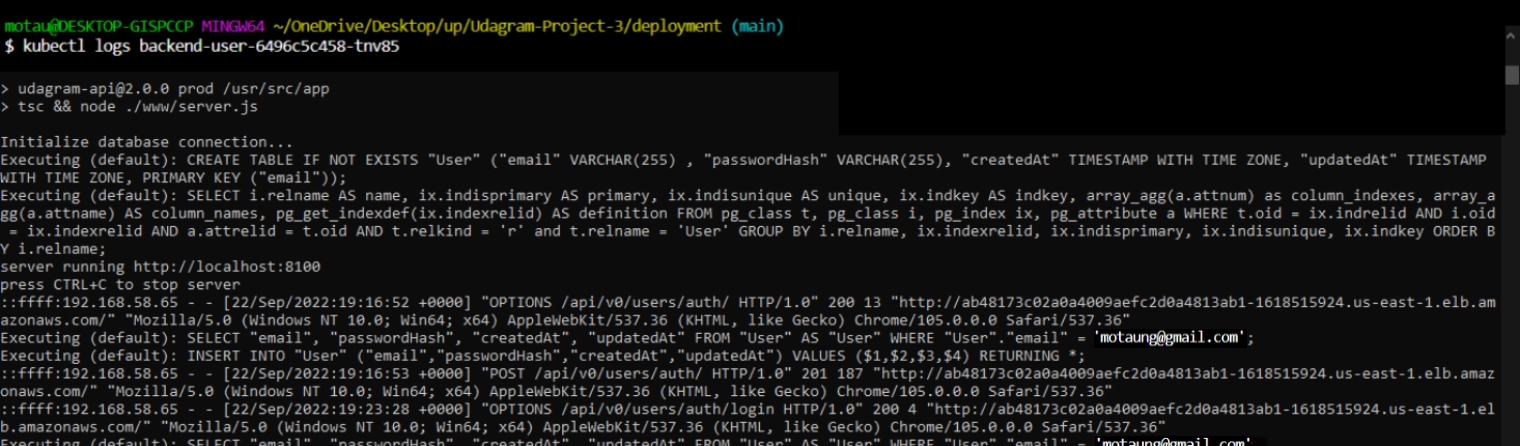 motau@DESKTOP-GISPCCP MINGW64 ~/OneDrive/Desktop/up/Udagram-Project-3/deployment (main)
$ kubectl logs backend-user-6496c5c458-tnv85
> udagram-api@2.0.0 prod /usr/src/app
> tsc && node ./www/server.js
Initialize database connection...
Executing (default): CREATE TABLE IF NOT EXISTS "User" ("email" VARCHAR(255) , "passwordHash" VARCHAR(255), "createdAt" TIMESTAMP WITH TIME ZONE, "updatedAt" TIMESTAMP
WITH TIME ZONE, PRIMARY KEY ("email"));
Executing (default): SELECT i.relname AS name, ix.indisprimary AS primary, ix.indisunique AS unique, ix.indkey AS indkey, array_agg(a.attnum) as column_indexes, array_a
gg(a.attname) AS column_names, pg_get_indexdef(ix.indexrelid) AS definition FROM pg_class t, pg_class i, pg_index ix, pg_attribute a WHERE t.oid = ix.indrelid AND i.oid
= ix.indexrelid AND a.attrelid = t.oid AND t.relkind = 'r' and t.relname = 'User' GROUP BY i.relname, ix.indexrelid, ix.indisprimary, ix.indisunique, ix.indkey ORDER B
Y i.relname;
server running http://localhost:8100
press CTRL+C to stop server
::ffff:192.168.58.65 - - [22/Sep/2022:19:16:52 +0000] "OPTIONS /api/v0/users/auth/ HTTP/1.0" 200 13 "http://ab48173c02a0a4009aefc2d0a4813ab1-1618515924.us-east-1.elb.am
azonaws.com/" "Mozilla/5.0 (Windows NT 10.0; Win64; x64) AppleWebKit/537.36 (KHTML, like Gecko) Chrome/105.0.0.0 Safari/537.36"
Executing (default): SELECT "email", "passwordHash", "createdAt", "updatedAt" FROM "User" AS "User" WHERE "User"."email" = 'motaung@gmail.com';
Executing (default): INSERT INTO "User" ("email","passwordHash","createdAt","updatedAt") VALUES ($1,$2,$3,$4) RETURNING *;
::ffff:192.168.58.65 - - [22/Sep/2022:19:16:53 +0000] "POST /api/v0/users/auth/ HTTP/1.0" 201 187 "http://ab48173c02a0a4009aefc2d0a4813ab1-1618515924.us-east-1.elb.amaz
onaws.com/" "Mozilla/5.0 (Windows NT 10.0; Win64; x64) AppleWebKit/537.36 (KHTML, like Gecko) Chrome/105.0.0.0 Safari/537.36"
::ffff:192.168.58.65 - - [22/Sep/2022:19:23:28 +0000] "OPTIONS /api/v0/users/auth/login HTTP/1.0" 200 4 "http://ab48173c02a0a4009aefc2d0a4813ab1-1618515924.us-east-1.el
b.amazonaws.com/" "Mozilla/5.0 (Windows NT 10.0; Win64; x64) AppleWebKit/537.36 (KHTML, like Gecko) Chrome/105.0.0.0 Safari/537.36"
Executing (default): SELECT "email", "passwordHash", "createdAt", "updatedAt" FROM "User" AS "User" WHERE "User"."email" = 'motaung@gmail.com'